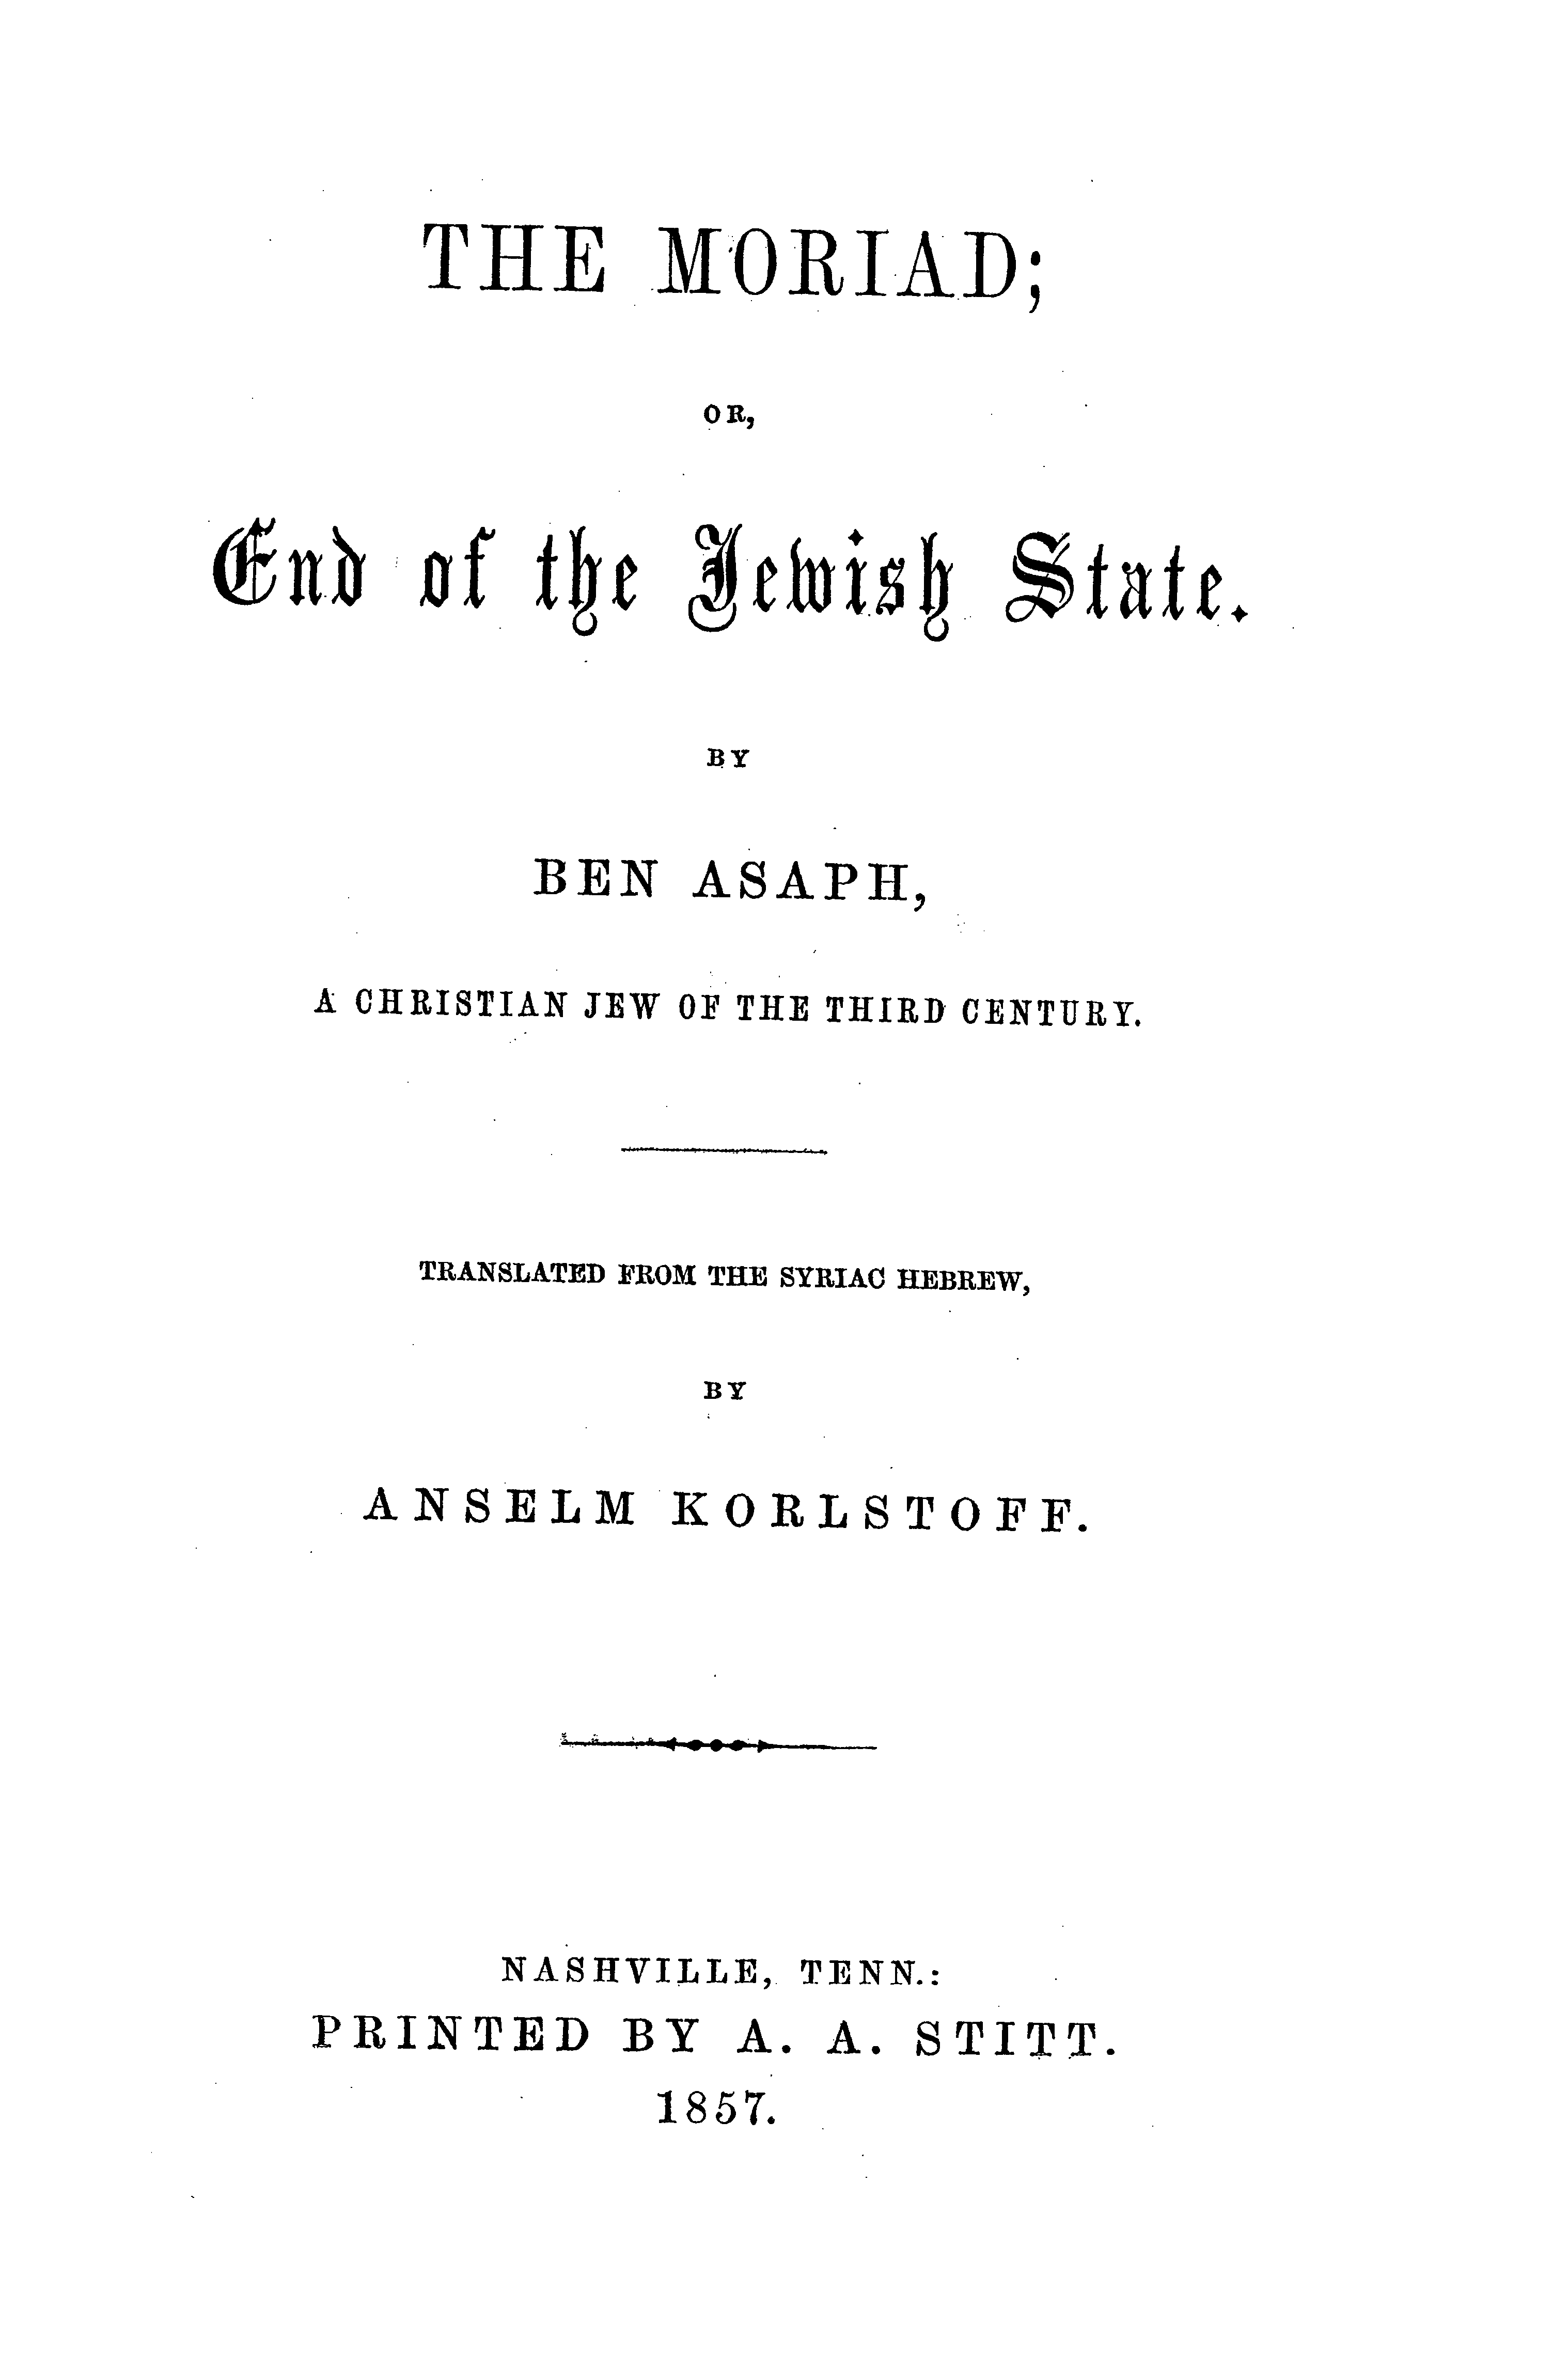 THE MORIAD;
OR,
End of the Jewish State.
BY
BEN ASAPH,
A CHRISTIAN JEW OF THE THIRD CENTURY.
TRANSLATED FROM THE SYRIAC HEBREW,
BY
ANSELM KORLSTOFF.
NASHVILLE, TENN.:
PRINTED BY A. A. STITT.
1857.